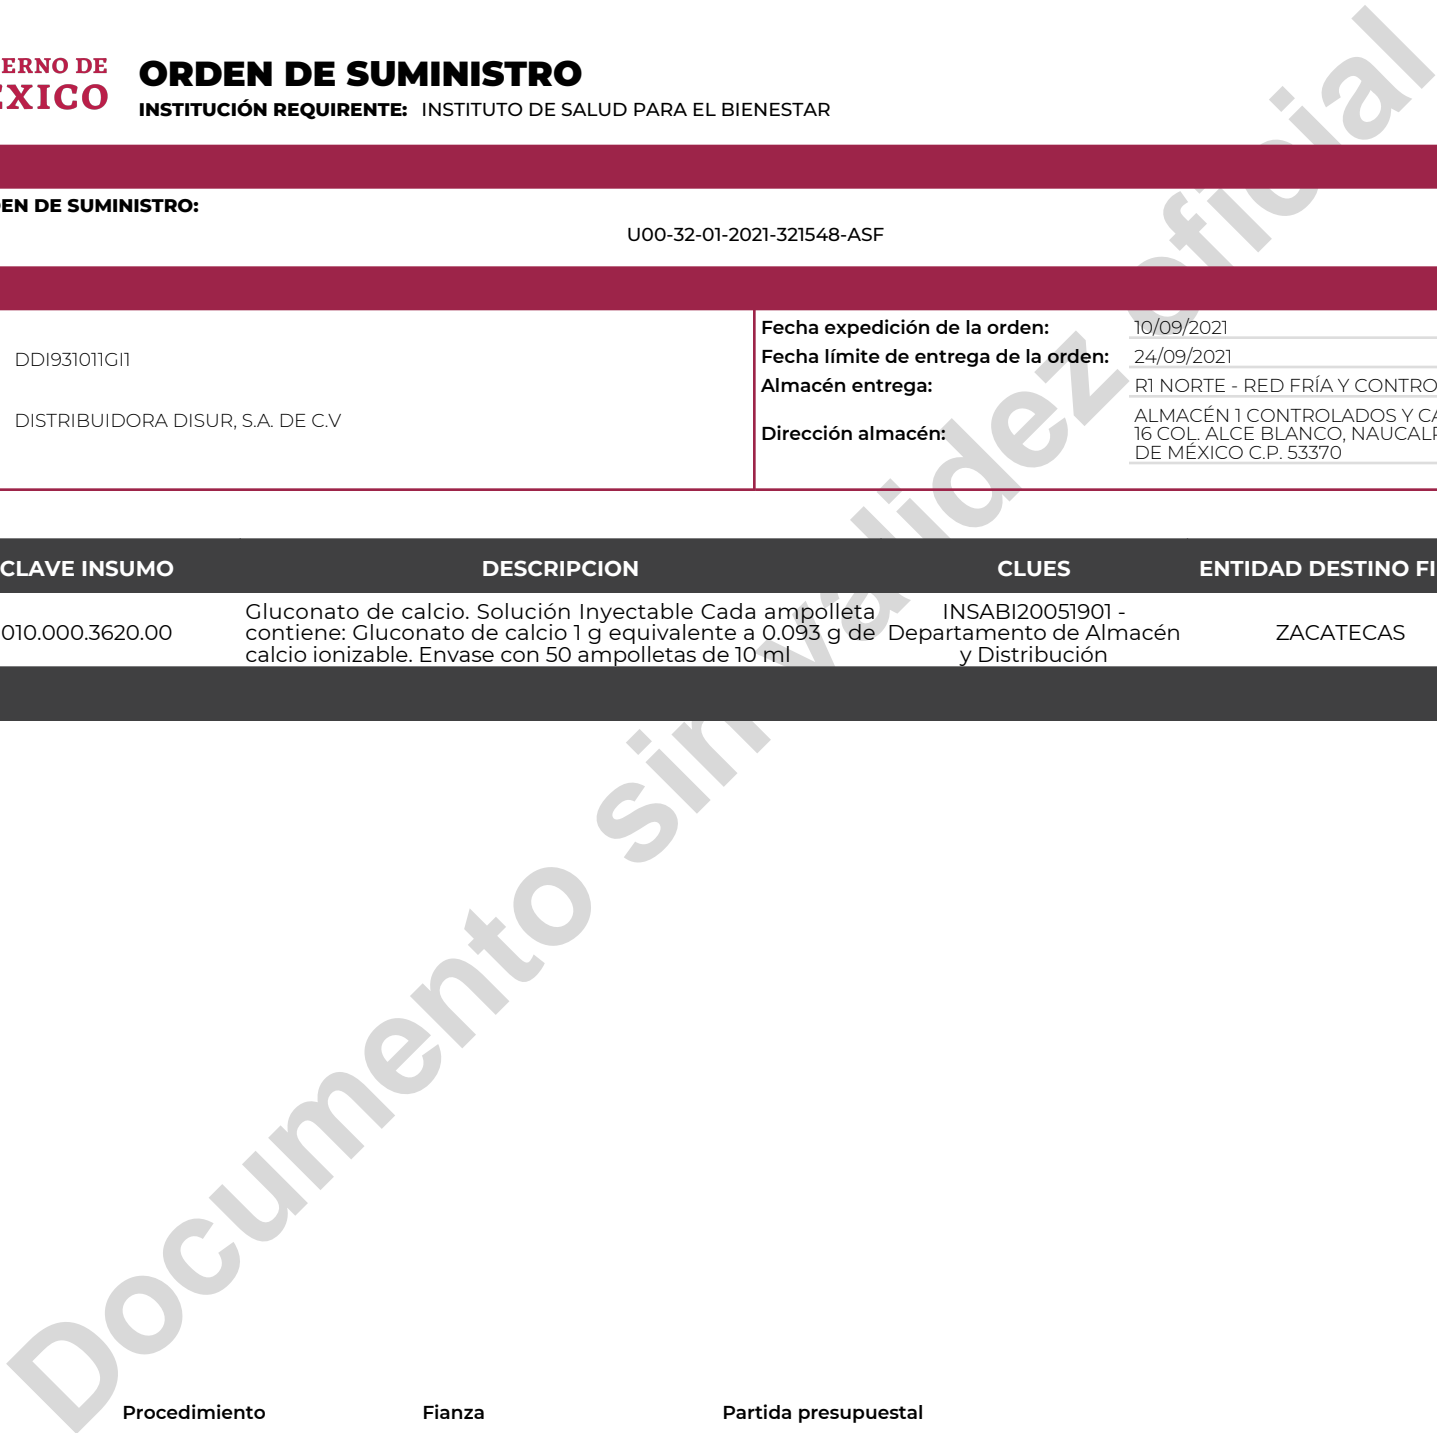 ERNO DE
ÉXICO
ORDEN DE SUMINISTRO
INSTITUCIÓN REQUIRENTE: INSTITUTO DE SALUD PARA EL BIENESTAR
EN DE SUMINISTRO:
U00-32-01-2021-321548-ASF
DDI931011GI1
DISTRIBUIDORA DISUR, S.A. DE C.V
Fecha expedición de la orden: 10/09/2021
Fecha límite de entrega de la orden: 24/09/2021
Almacén entrega: R1 NORTE - RED FRÍA Y CONTRO
Dirección almacén: ALMACÉN 1 CONTROLADOS Y CA
16 COL. ALCE BLANCO, NAUCALP
DE MÉXICO C.P. 53370
CLAVE INSUMO DESCRIPCION CLUES ENTIDAD DESTINO FI
010.000.3620.00
Gluconato de calcio. Solución Inyectable Cada ampolleta
contiene: Gluconato de calcio 1 g equivalente a 0.093 g de
calcio ionizable. Envase con 50 ampolletas de 10 ml
INSABI20051901 -
Departamento de Almacén
y Distribución
ZACATECAS
Documento sin validez oficial
Procedimiento Fianza Partida presupuestal